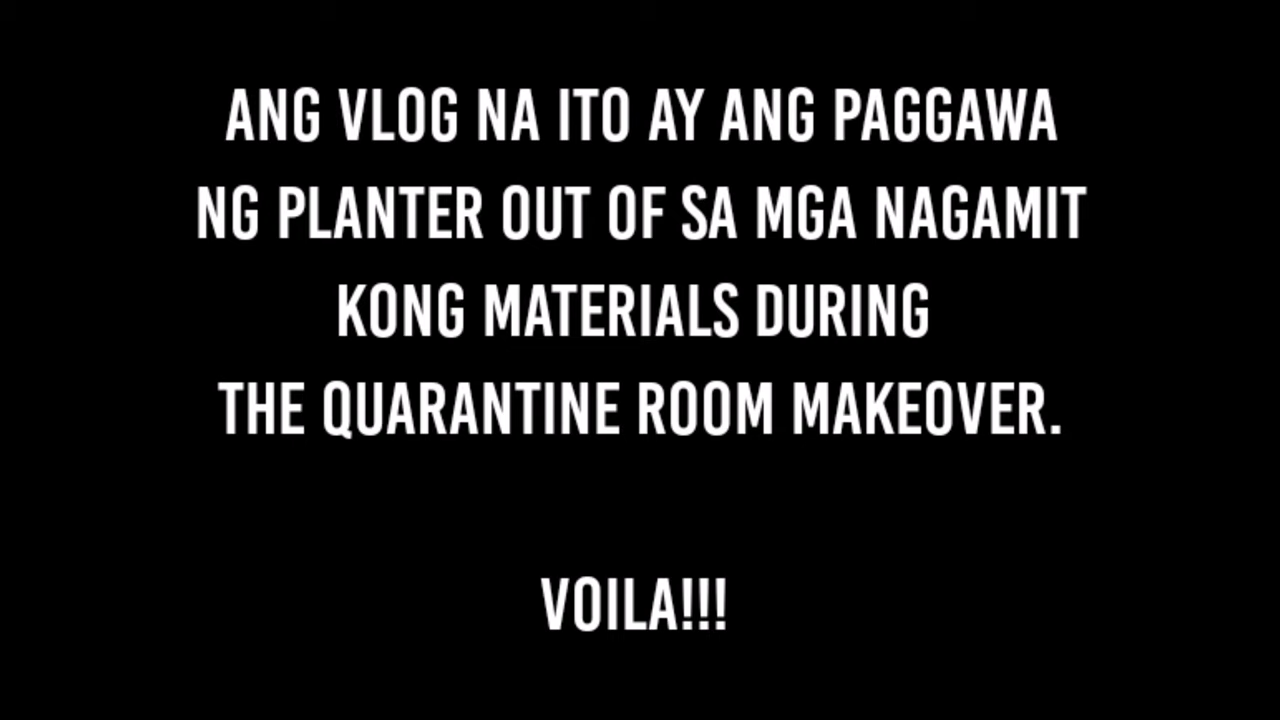 ANG VLOG NA ITO AY ANG PAGGAWA
NG PLANTER OUT OF SA MGA NAGAMIT
KONG MATERIALS DURING
THE QUARANTINE ROOM MAKEOVER.
VOILA!!!